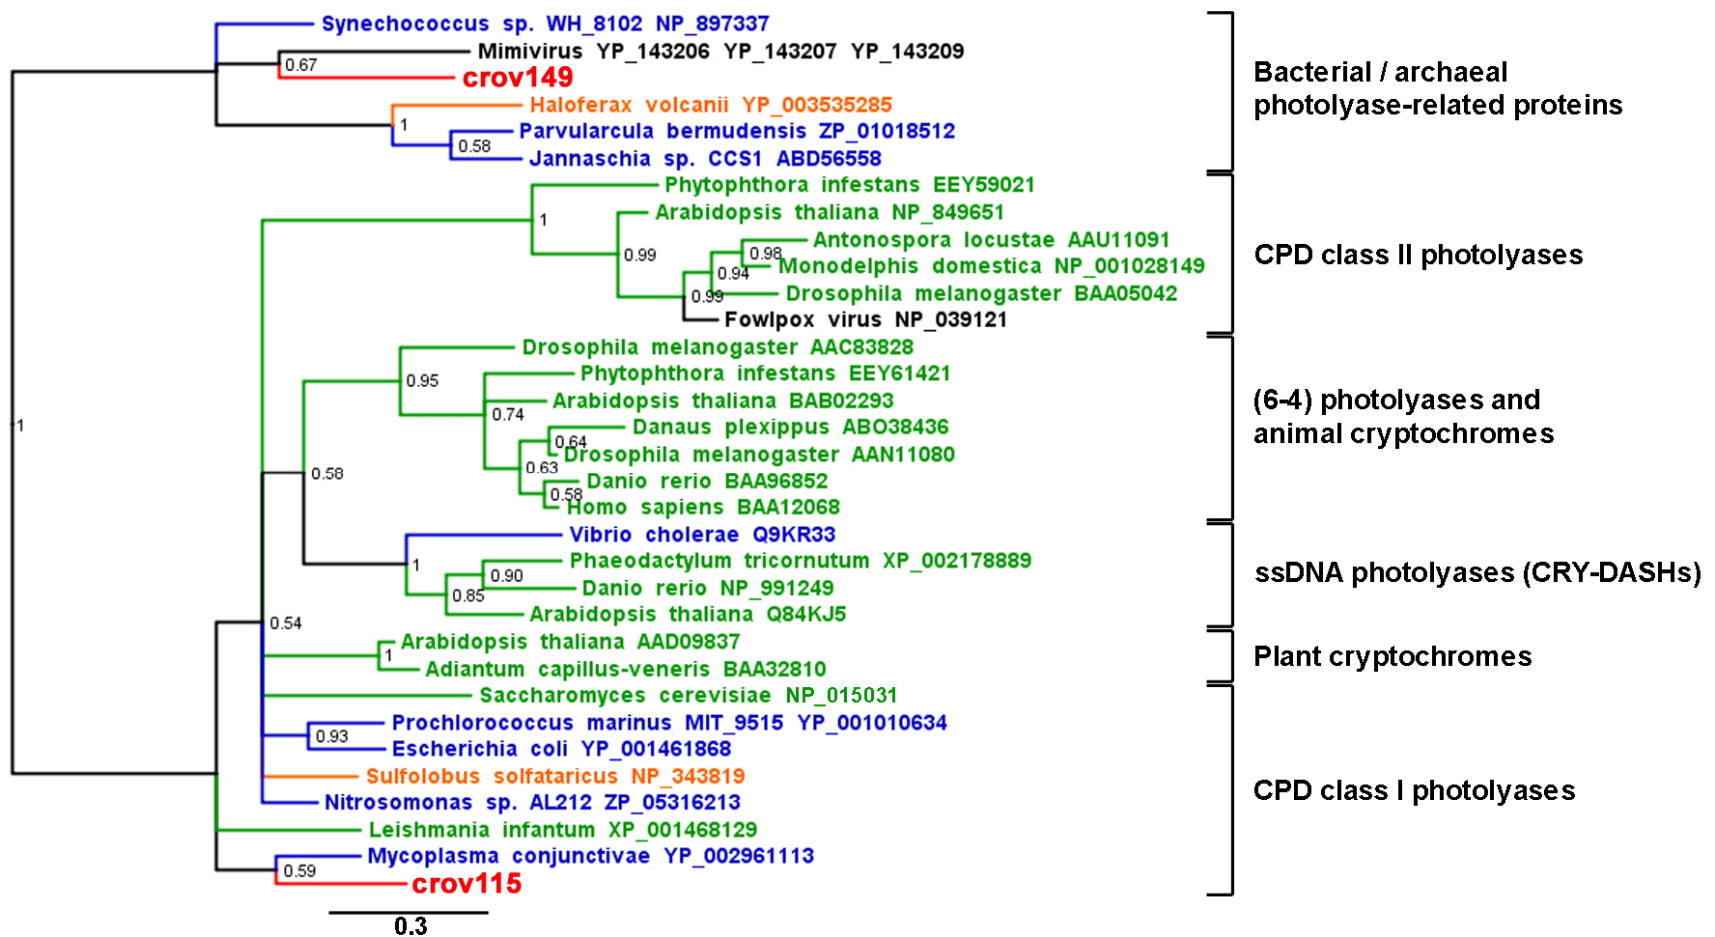 Synechococcus sp. WH_8102 NP_897337
Mimivirus YP_143206 YP_143207 YP_143209
0.67
crov149
Haloferax volcanii YP_003535285
1
Parvularcula bermudensis ZP_01018512
0.58
Jannaschia sp. CCS1 ABD56558
Bacterial / archaeal
photolyase-related proteins
Phytophthora infestans EEY59021
1
Arabidopsis thaliana NP_849651
0.99
Antonospora locustae AAU11091
0.98
Monodelphis domestica NP_001028149
0.94
Drosophila melanogaster BAA05042
0.99
Fowlpox virus NP_039121
CPD class II photolyases
Drosophila melanogaster AAC83828
0.95
Phytophthora infestans EEY61421
Arabidopsis thaliana BAB02293
0.74
Danaus plexippus ABO38436
0.64
Drosophila melanogaster AAN11080
0.63
Danio rerio BAA96852
0.58
Homo sapiens BAA12068
(6-4) photolyases and
animal cryptochromes
1
0.58
Vibrio cholerae Q9KR33
1
Phaeodactylum tricornutum XP_002178889
0.90
Danio rerio NP_991249
0.85
Arabidopsis thaliana Q84KJ5
ssDNA photolyases (CRY-DASHs)
0.54
Arabidopsis thaliana AAD09837
1
Adiantum capillus-veneris BAA32810
Plant cryptochromes
Saccharomyces cerevisiae NP_015031
Prochlorococcus marinus MIT_9515 YP_001010634
0.93
Escherichia coli YP_001461868
Sulfolobus solfataricus NP_343819
Nitrosomonas sp. AL212 ZP_05316213
Leishmania infantum XP_001468129
Mycoplasma conjunctivae YP_002961113
0.59
crov115
CPD class I photolyases
0.3